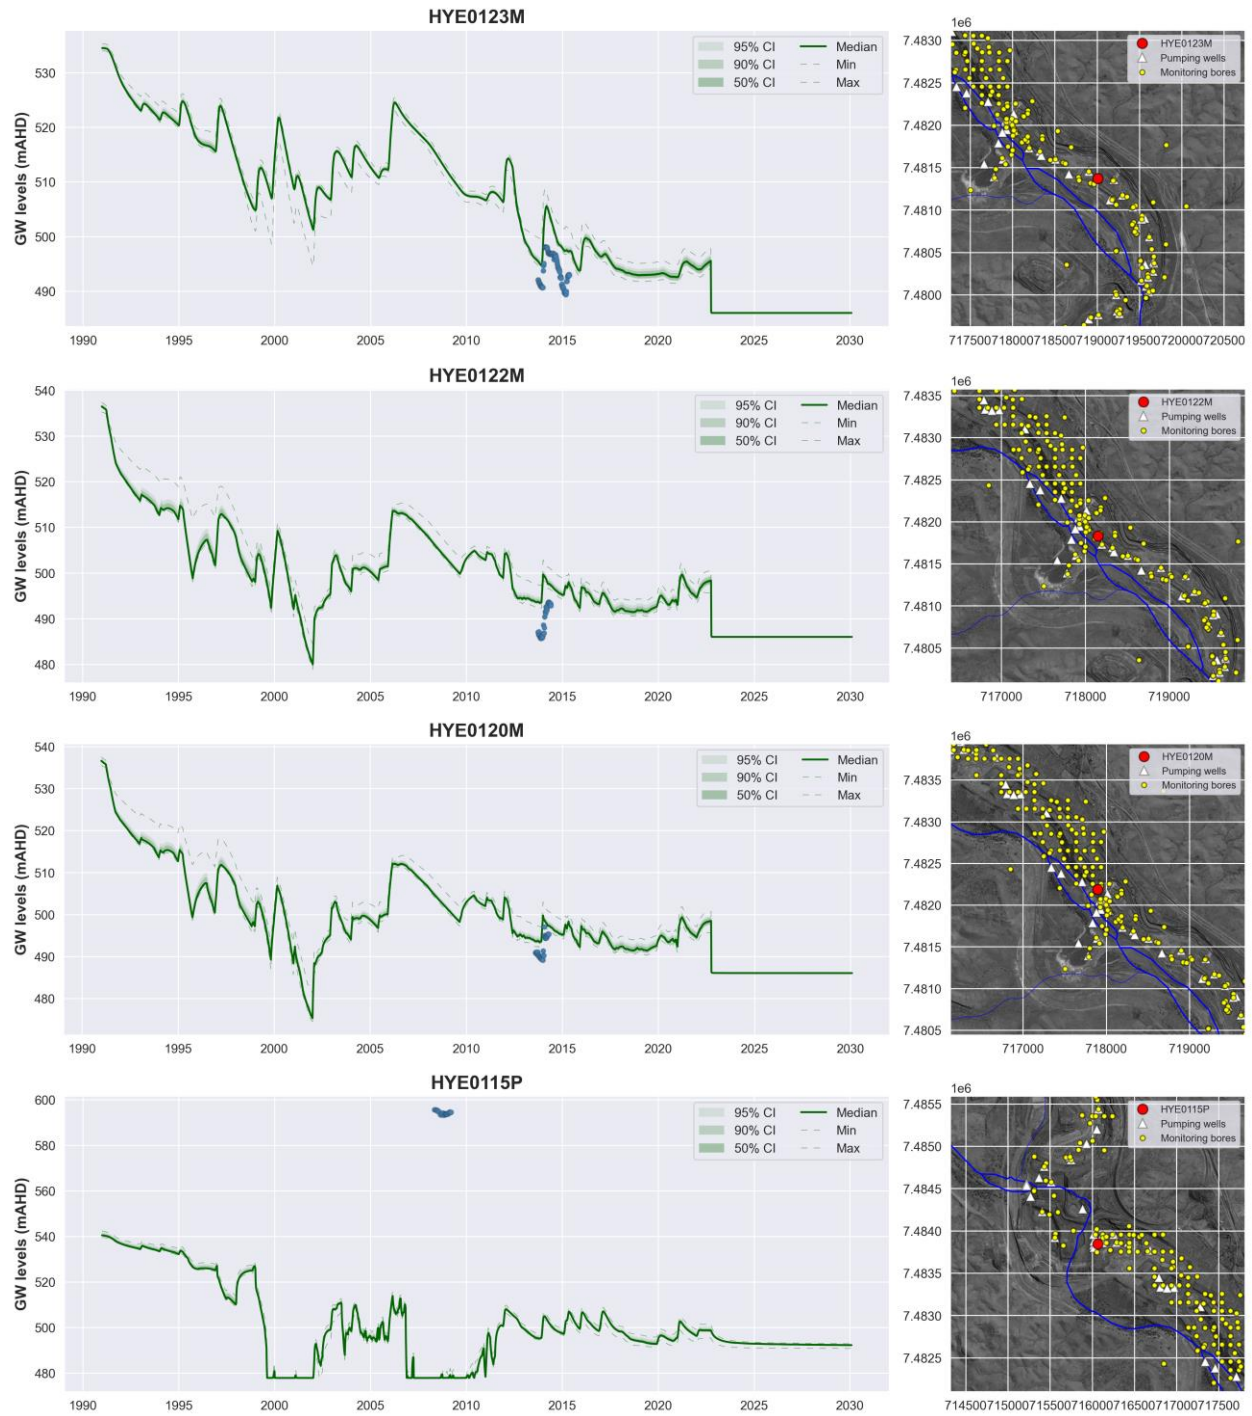 HYE0123M
GW levels (mAHD)
530
520
510
500
490
1990 1995 2000 2005 2010 2015 2020 2025 2030
95% CI Median
90% CI Min
50% CI Max
1e6
7.4830
7.4825
7.4820
7.4815
7.4810
7.4805
7.4800
717500718000718500719000719500720000720500
HYE0123M
Pumping wells
Monitoring bores
HYE0122M
GW levels (mAHD)
540
530
520
510
500
490
480
1990 1995 2000 2005 2010 2015 2020 2025 2030
95% CI Median
90% CI Min
50% CI Max
1e6
7.4835
7.4830
7.4825
7.4820
7.4815
7.4810
7.4805
717000 718000 719000
HYE0122M
Pumping wells
Monitoring bores
HYE0120M
GW levels (mAHD)
540
520
500
480
1990 1995 2000 2005 2010 2015 2020 2025 2030
95% CI Median
90% CI Min
50% CI Max
1e6
7.4835
7.4830
7.4825
7.4820
7.4815
7.4810
7.4805
717000 718000 719000
HYE0120M
Pumping wells
Monitoring bores
HYE0115P
GW levels (mAHD)
600
580
560
540
520
500
480
1990 1995 2000 2005 2010 2015 2020 2025 2030
95% CI Median
90% CI Min
50% CI Max
1e6
7.4855
7.4850
7.4845
7.4840
7.4835
7.4830
7.4825
714500715000715500716000716500717000717500
HYE0115P
Pumping wells
Monitoring bores